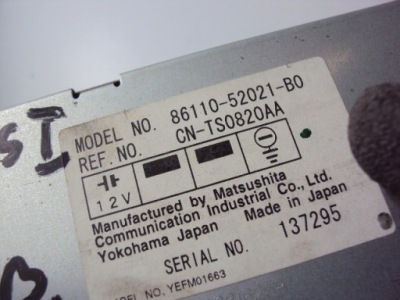 MODEL NO. 86110-52021-B0
REF. NO. CN-TS0820AA
12V
Manufactured by Matsushita
Communication Industrial Co., Ltd.
Yokohama Japan Made in Japan
SERIAL NO. 137295
NO. YEFM01663